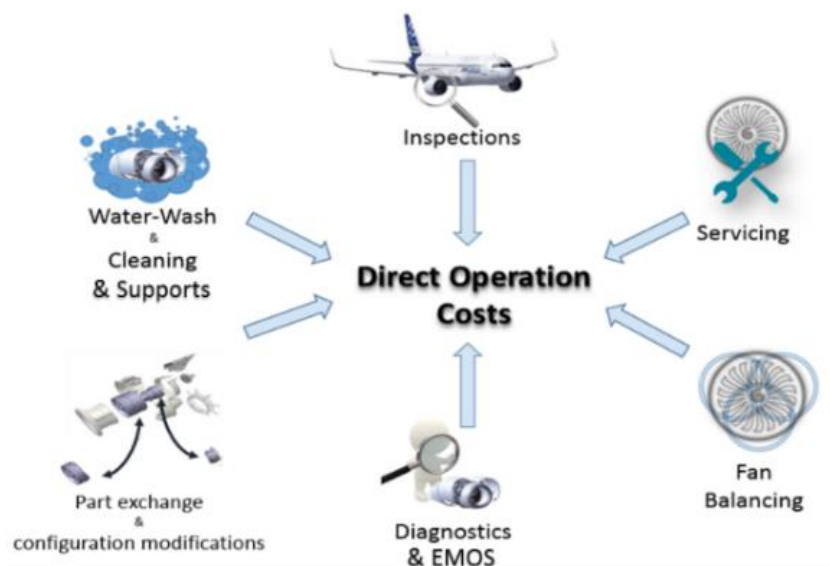 Inspections
Water-Wash
&
Cleaning
& Supports
Servicing
Direct Operation
Costs
Part exchange
&
configuration modifications
Diagnostics
& EMOS
Fan
Balancing